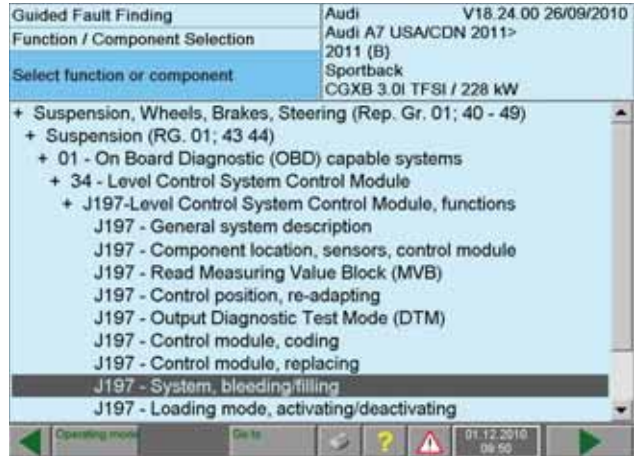 Guided Fault Finding
Audi V18.24.00 26/09/2010
Function / Component Selection
Audi A7 USA/CDN 2011>
2011 (B)
Select function or component
Sportback
CGXB 3.0l TFSI / 228 kW
+ Suspension, Wheels, Brakes, Steering (Rep. Gr. 01; 40 - 49)
+ Suspension (RG. 01; 43 44)
+ 01 - On Board Diagnostic (OBD) capable systems
+ 34 - Level Control System Control Module
+ J197-Level Control System Control Module, functions
J197 - General system description
J197 - Component location, sensors, control module
J197 - Read Measuring Value Block (MVB)
J197 - Control position, re-adapting
J197 - Output Diagnostic Test Mode (DTM)
J197 - Control module, coding
J197 - Control module, replacing
J197 - System, bleeding/filling
J197 - Loading mode, activating/deactivating
Operating mode Go to ? 01.12.2010
09:50